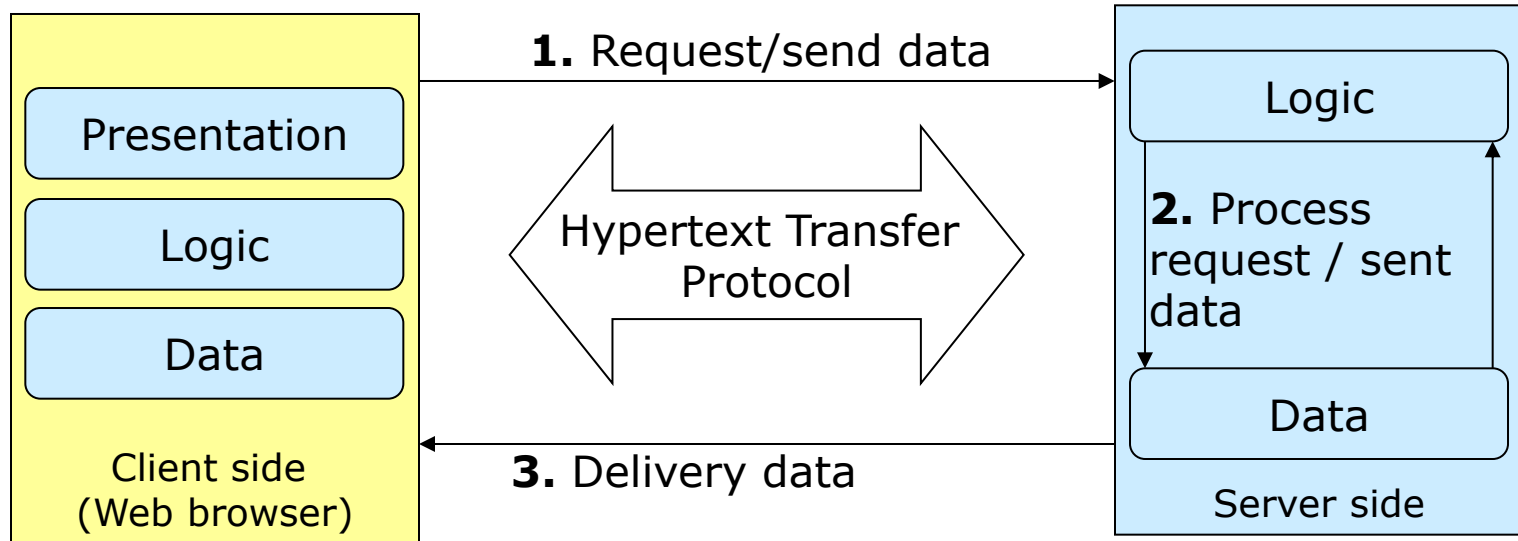 1. Request/send data
Presentation
Logic
Data
Client side
(Web browser)
Hypertext Transfer
Protocol
3. Delivery data
Logic
2. Process
request / sent
data
Data
Server side